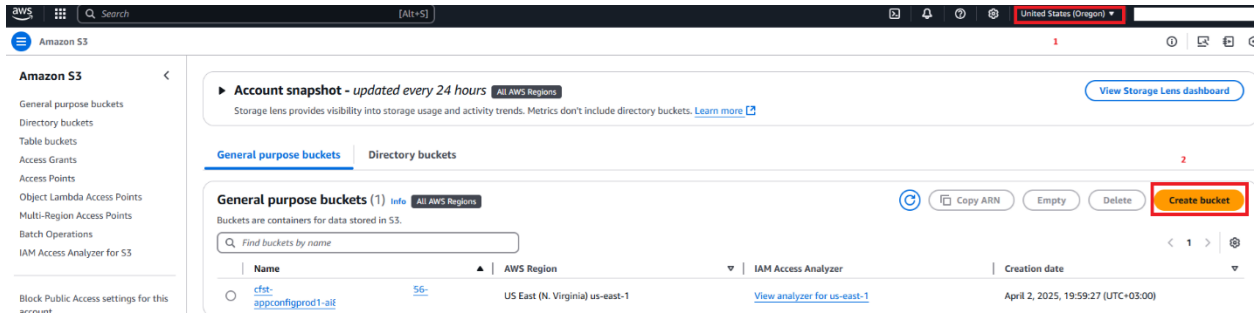 aws
Search [Alt+S] United States (Oregon)
Amazon S3 1
Amazon S3
General purpose buckets
Directory buckets
Table buckets
Access Grants
Access Points
Object Lambda Access Points
Multi-Region Access Points
Batch Operations
IAM Access Analyzer for S3
Block Public Access settings for this
account
Account snapshot - updated every 24 hours All AWS Regions
View Storage Lens dashboard
Storage lens provides visibility into storage usage and activity trends. Metrics don't include directory buckets. Learn more
General purpose buckets Directory buckets
2
General purpose buckets (1) Info All AWS Regions
Copy ARN Empty Delete Create bucket
Buckets are containers for data stored in S3.
Find buckets by name
1
Name AWS Region IAM Access Analyzer Creation date
cfst- 56-
appconfigprod1-ai US East (N. Virginia) us-east-1 View analyzer for us-east-1 April 2, 2025, 19:59:27 (UTC+03:00)